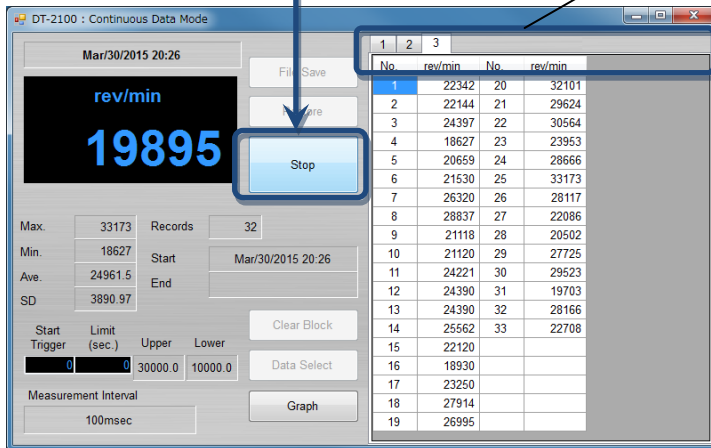 DT-2100 : Continuous Data Mode
Mar/30/2015 20:26
rev/min
19895
File Save
Stop
Max. 33173 Records 32
Min. 18627 Start Mar/30/2015 20:26
Ave. 24961.5 End
SD 3890.97
Start Trigger Limit (sec.) Upper Lower
0 0 30000.0 10000.0
Measurement Interval
100msec
Clear Block
Data Select
Graph
1 2 3
No. rev/min No. rev/min
1 22342 20 32101
2 22144 21 29624
3 24397 22 30564
4 18627 23 23953
5 20659 24 28666
6 21530 25 33173
7 26320 26 28117
8 28837 27 22086
9 21118 28 20502
10 21120 29 27725
11 24221 30 29523
12 24390 31 19703
13 24390 32 28166
14 25562 33 22708
15 22120
16 18930
17 23250
18 27914
19 26995